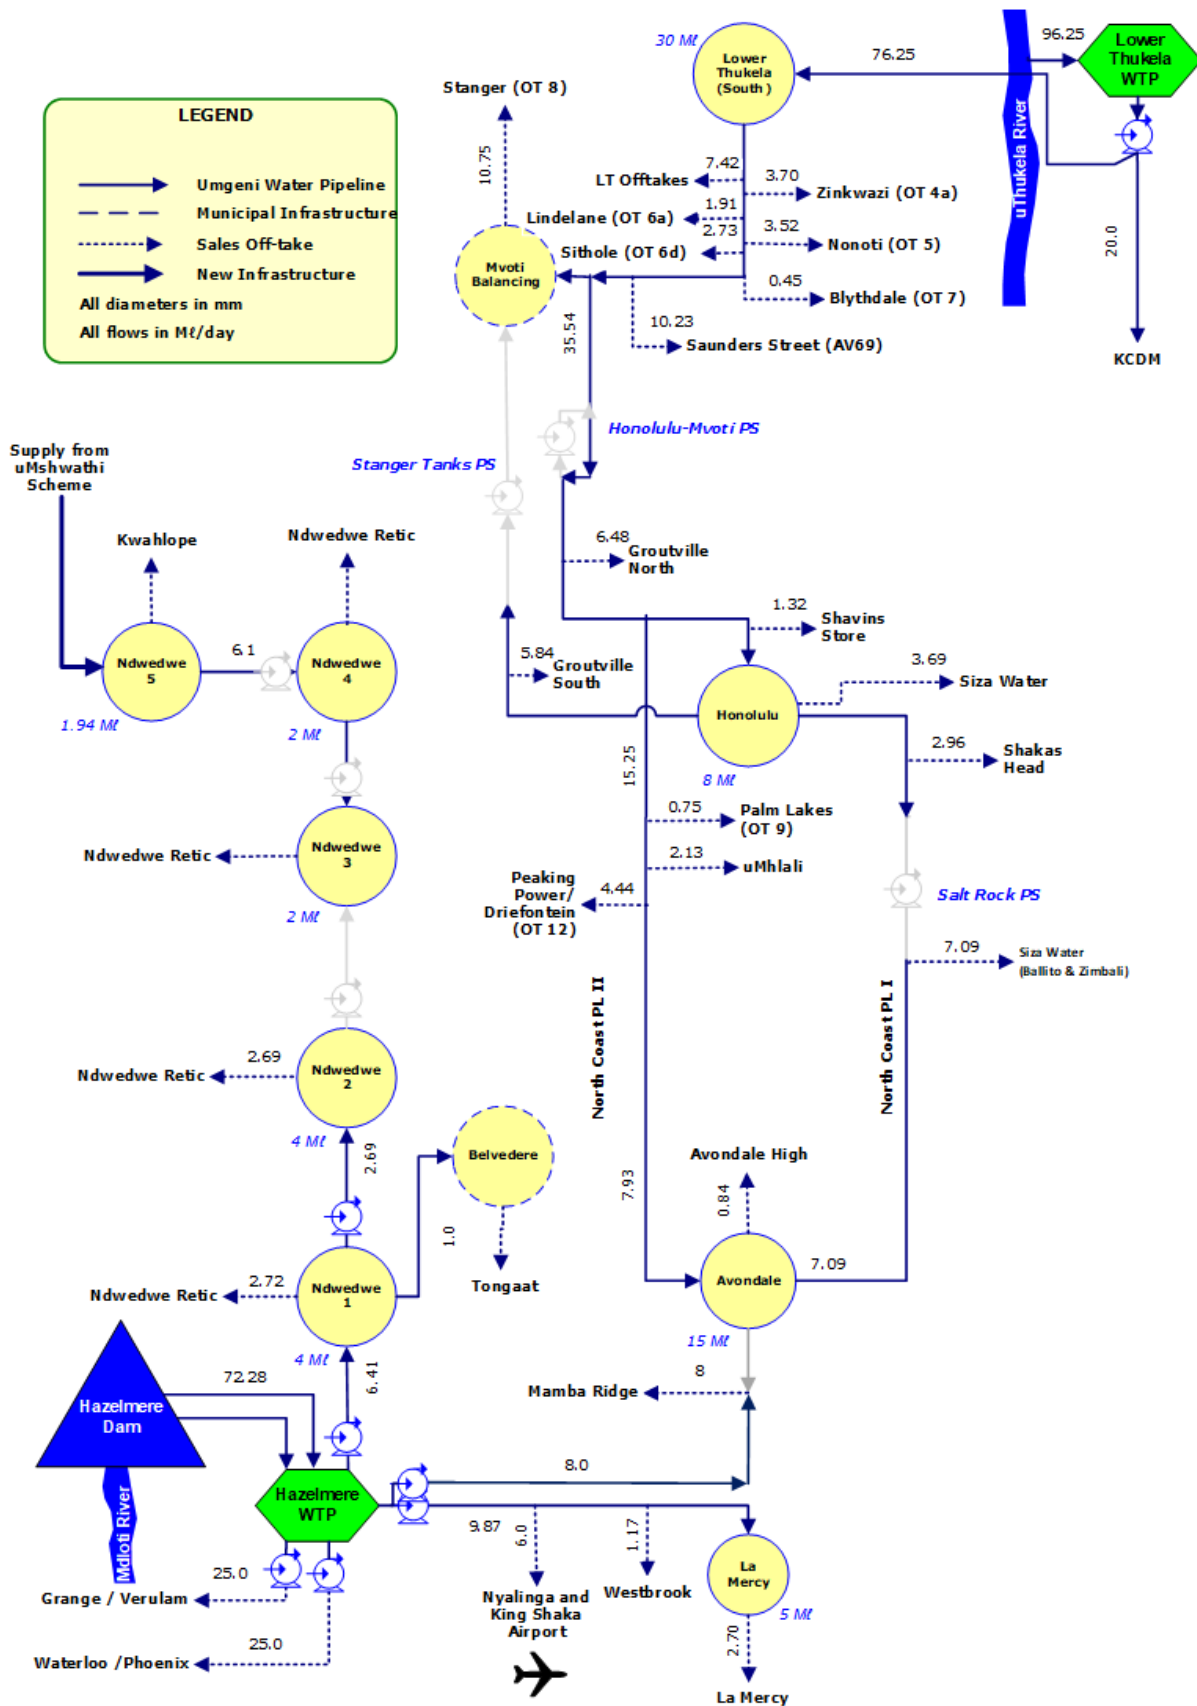 30 Mℓ
Lower
Thukela
(South)
76.25
96.25
Lower
Thukela
WTP
uThukela River
20.0
KCDM
Stanger (OT 8)
10.75
LEGEND
Umgeni Water Pipeline
Municipal Infrastructure
Sales Off-take
New Infrastructure
All diameters in mm
All flows in Mℓ/day
7.42
LT Offtakes
3.70
Zinkwazi (OT 4a)
1.91
Lindelane (OT 6a)
2.73
Sithole (OT 6d)
3.52
Nonoti (OT 5)
0.45
Blythdale (OT 7)
Mvoti
Balancing
35.54
10.23
Saunders Street (AV69)
Honolulu-Mvoti PS
Stanger Tanks PS
Supply from
uMshwathi
Scheme
Kwahlope
Ndwedwe Retic
6.48
Groutville
North
1.32
Shavins
Store
5.84
Groutville
South
3.69
Siza Water
Ndwedwe
5
1.94 Mℓ
6.1
Ndwedwe
4
2 Mℓ
Honolulu
8 Mℓ
15.25
2.96
Shakas
Head
0.75
Palm Lakes
(OT 9)
2.13
uMhlali
Ndwedwe Retic
Ndwedwe
3
2 Mℓ
Peaking
Power/
Driefontein
(OT 12)
4.44
Salt Rock PS
7.09
Siza Water
(Ballito & Zimbali)
North Coast PL II
North Coast PL I
2.69
Ndwedwe Retic
Ndwedwe
2
4 Mℓ
2.69
Belvedere
1.0
Tongaat
7.93
Avondale High
0.84
Avondale
7.09
15 Mℓ
2.72
Ndwedwe Retic
Ndwedwe
1
4 Mℓ
6.41
8
Mamba Ridge
Hazelmere
Dam
72.28
Mdloti River
Hazelmere
WTP
8.0
9.87
6.0
1.17
Nyalinga and
King Shaka
Airport
Westbrook
La
Mercy
5 Mℓ
2.70
La Mercy
25.0
Grange / Verulam
25.0
Waterloo /Phoenix